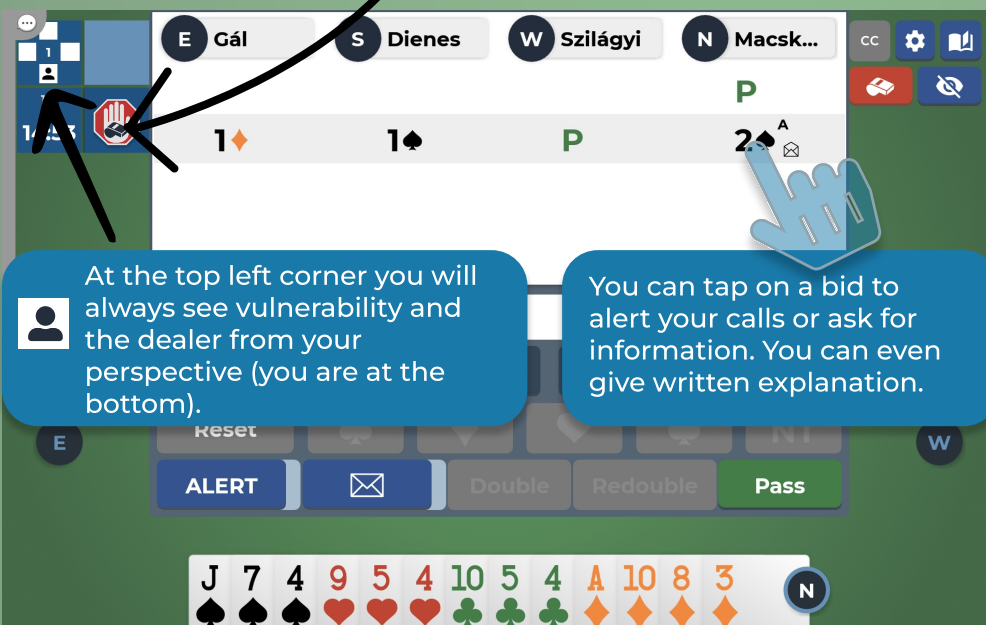 E Gál S Dienes W Szilágyi N Macsk... CC
1
P
1♦ 1♠ P 2♠ A
At the top left corner you will
always see vulnerability and
the dealer from your
perspective (you are at the
bottom).
You can tap on a bid to
alert your calls or ask for
information. You can even
give written explanation.
Reset NT
E W
ALERT Double Redouble Pass
J 7 4 9 5 4 10 5 4 A 10 8 3 N